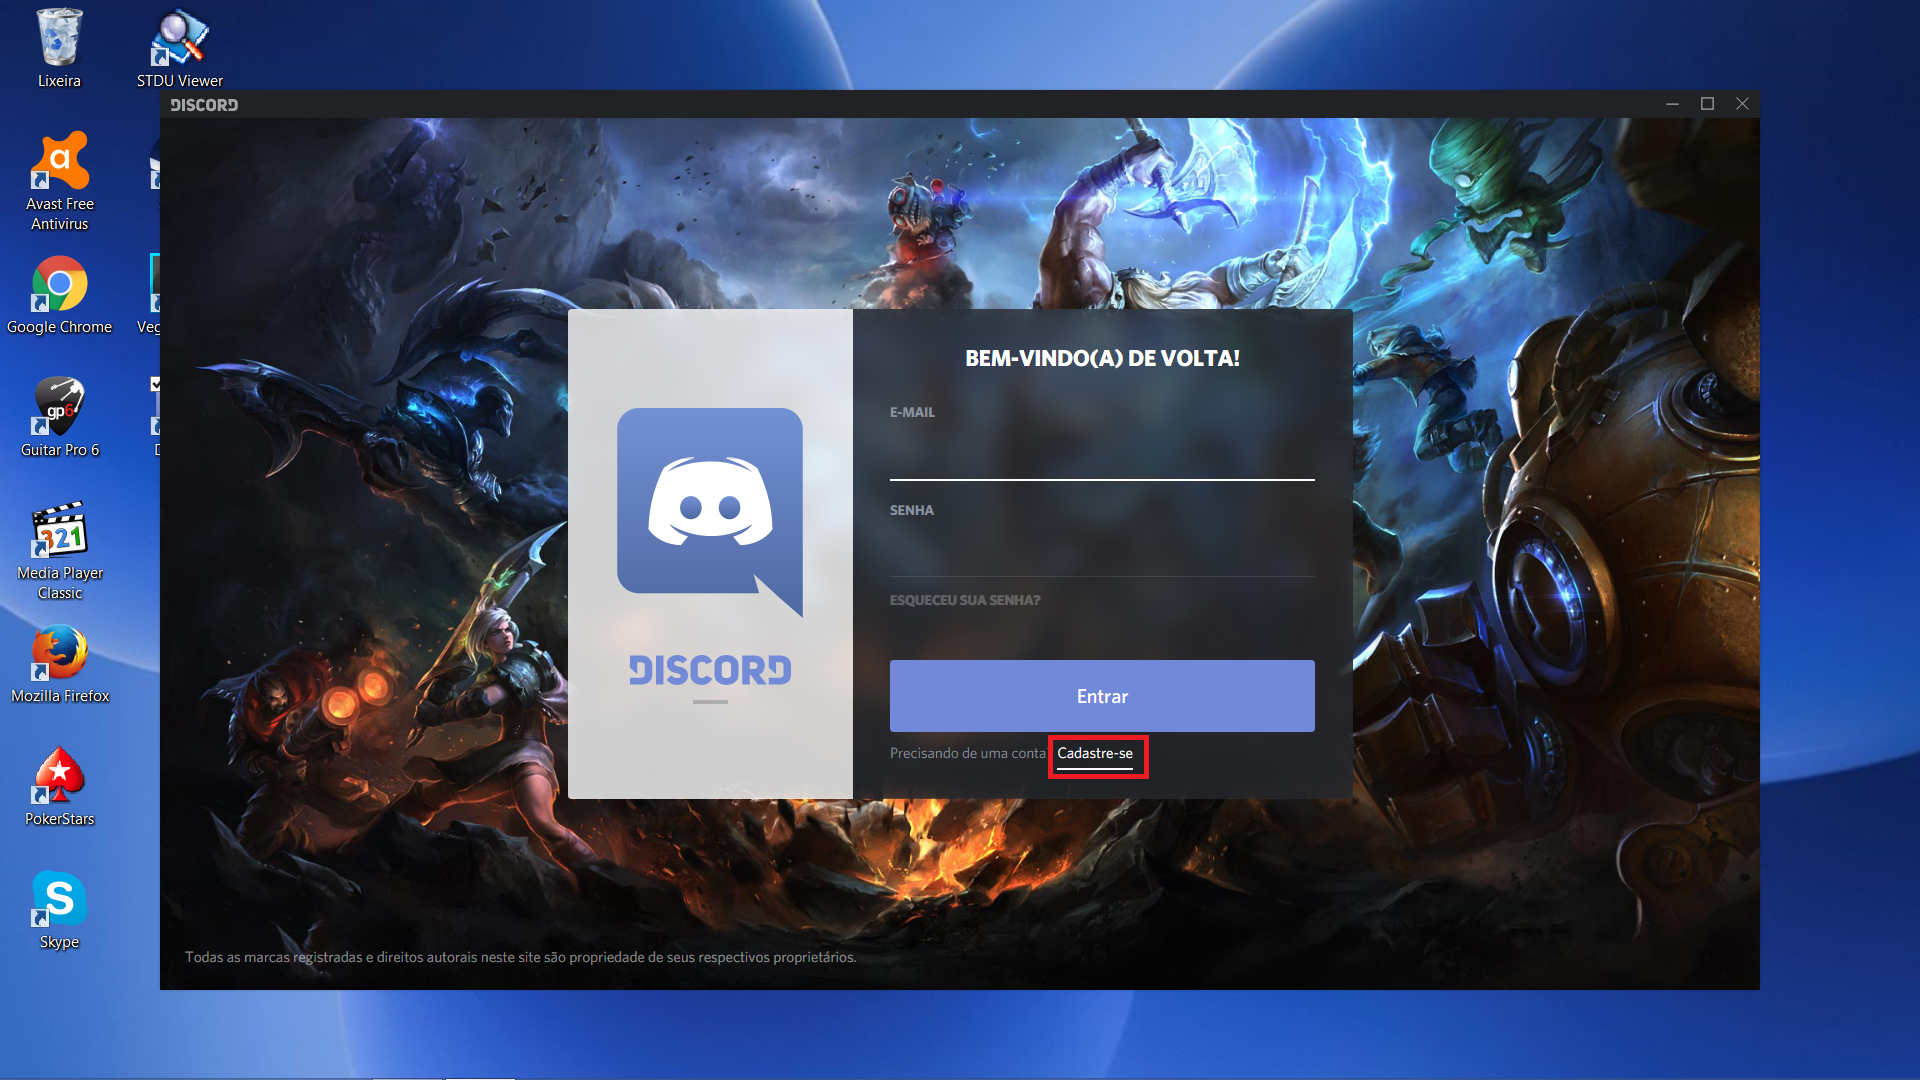 Lixeira
STDU Viewer
Avast Free
Antivirus
Google Chrome
Guitar Pro 6
gp6
Media Player
Classic
321
Mozilla Firefox
PokerStars
Skype
DISCORD
DISCORD
BEM-VINDO(A) DE VOLTA!
E-MAIL
SENHA
ESQUECEU SUA SENHA?
Entrar
Precisando de uma conta Cadastre-se
Todas as marcas registradas e direitos autorais neste site são propriedade de seus respectivos proprietários.